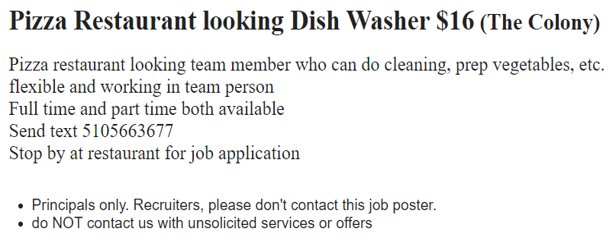 Pizza Restaurant looking Dish Washer $16 (The Colony)
Pizza restaurant looking team member who can do cleaning, prep vegetables, etc.
flexible and working in team person
Full time and part time both available
Send text 5105663677
Stop by at restaurant for job application
• Principals only. Recruiters, please don't contact this job poster.
• do NOT contact us with unsolicited services or offers